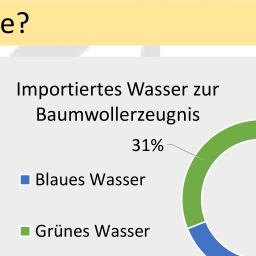 e?
Importiertes Wasser zur
Baumwollerzeugnis
31%
Blaues Wasser
Grünes Wasser